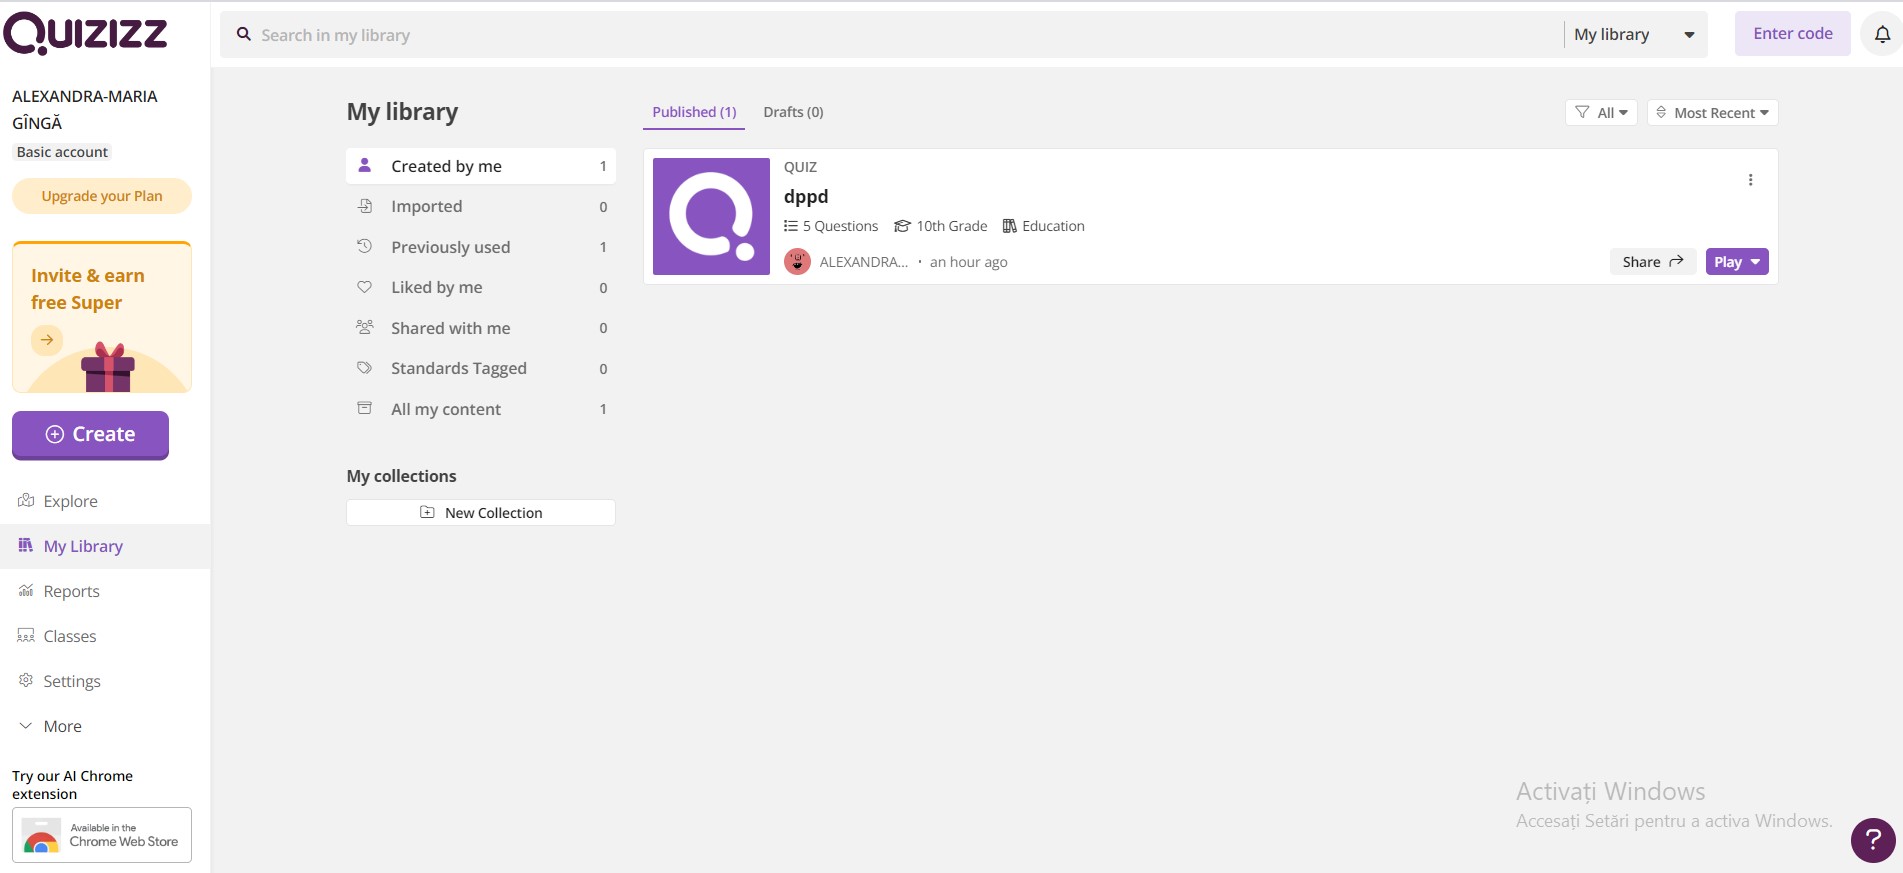 QUIZIZZ
Search in my library
My library
Enter code
ALEXANDRA-MARIA
GÎNGĂ
Basic account
Upgrade your Plan
Invite & earn
free Super
Create
Explore
My Library
Reports
Classes
Settings
More
Try our AI Chrome
extension
Available in the
Chrome Web Store
My library
Created by me 1
Imported 0
Previously used 1
Liked by me 0
Shared with me 0
Standards Tagged 0
All my content 1
My collections
New Collection
Published (1) Drafts (0)
All Most Recent
QUIZ
dppd
5 Questions 10th Grade Education
ALEXANDRA... · an hour ago
Share Play
Activați Windows
Accesați Setări pentru a activa Windows.
?